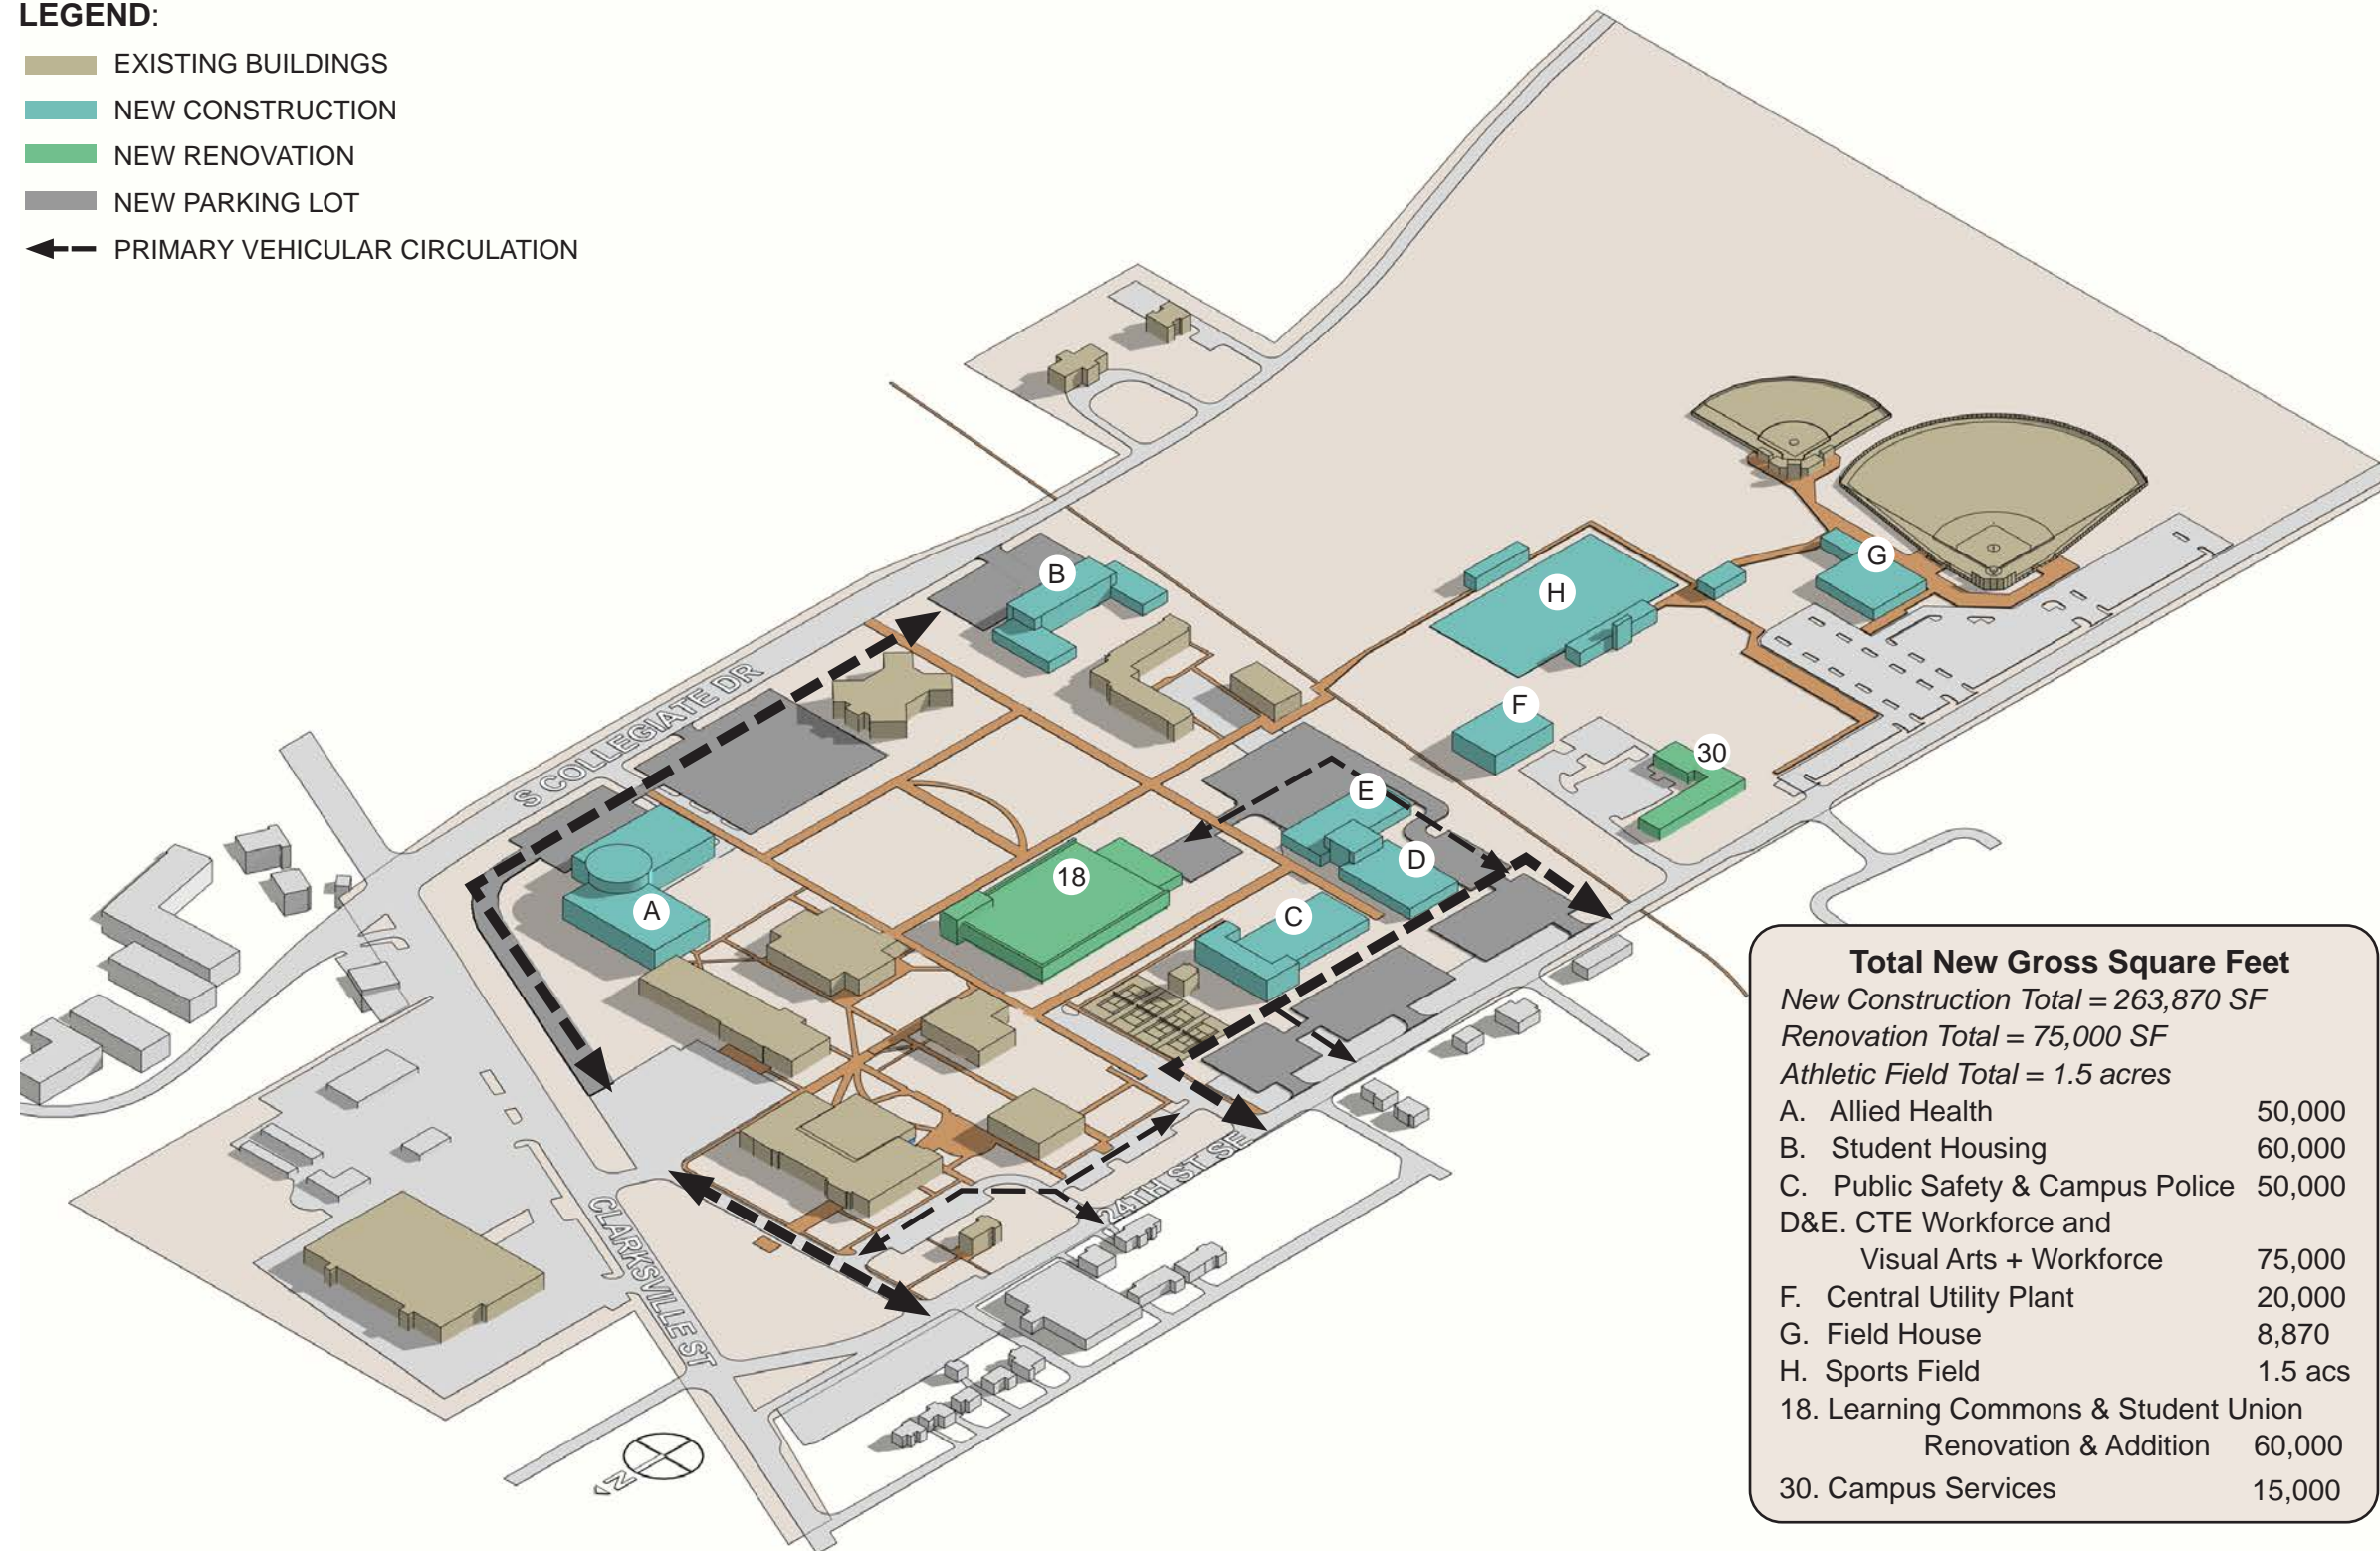 LEGEND:
EXISTING BUILDINGS
NEW CONSTRUCTION
NEW RENOVATION
NEW PARKING LOT
PRIMARY VEHICULAR CIRCULATION
B
H
G
F
30
E
D
18
C
A
S COLLEGIATE DR
24TH ST SE
CLARKSVILLE ST
N
Total New Gross Square Feet
New Construction Total = 263,870 SF
Renovation Total = 75,000 SF
Athletic Field Total = 1.5 acres
A. Allied Health 50,000
B. Student Housing 60,000
C. Public Safety & Campus Police 50,000
D&E. CTE Workforce and
Visual Arts + Workforce 75,000
F. Central Utility Plant 20,000
G. Field House 8,870
H. Sports Field 1.5 acs
18. Learning Commons & Student Union
Renovation & Addition 60,000
30. Campus Services 15,000